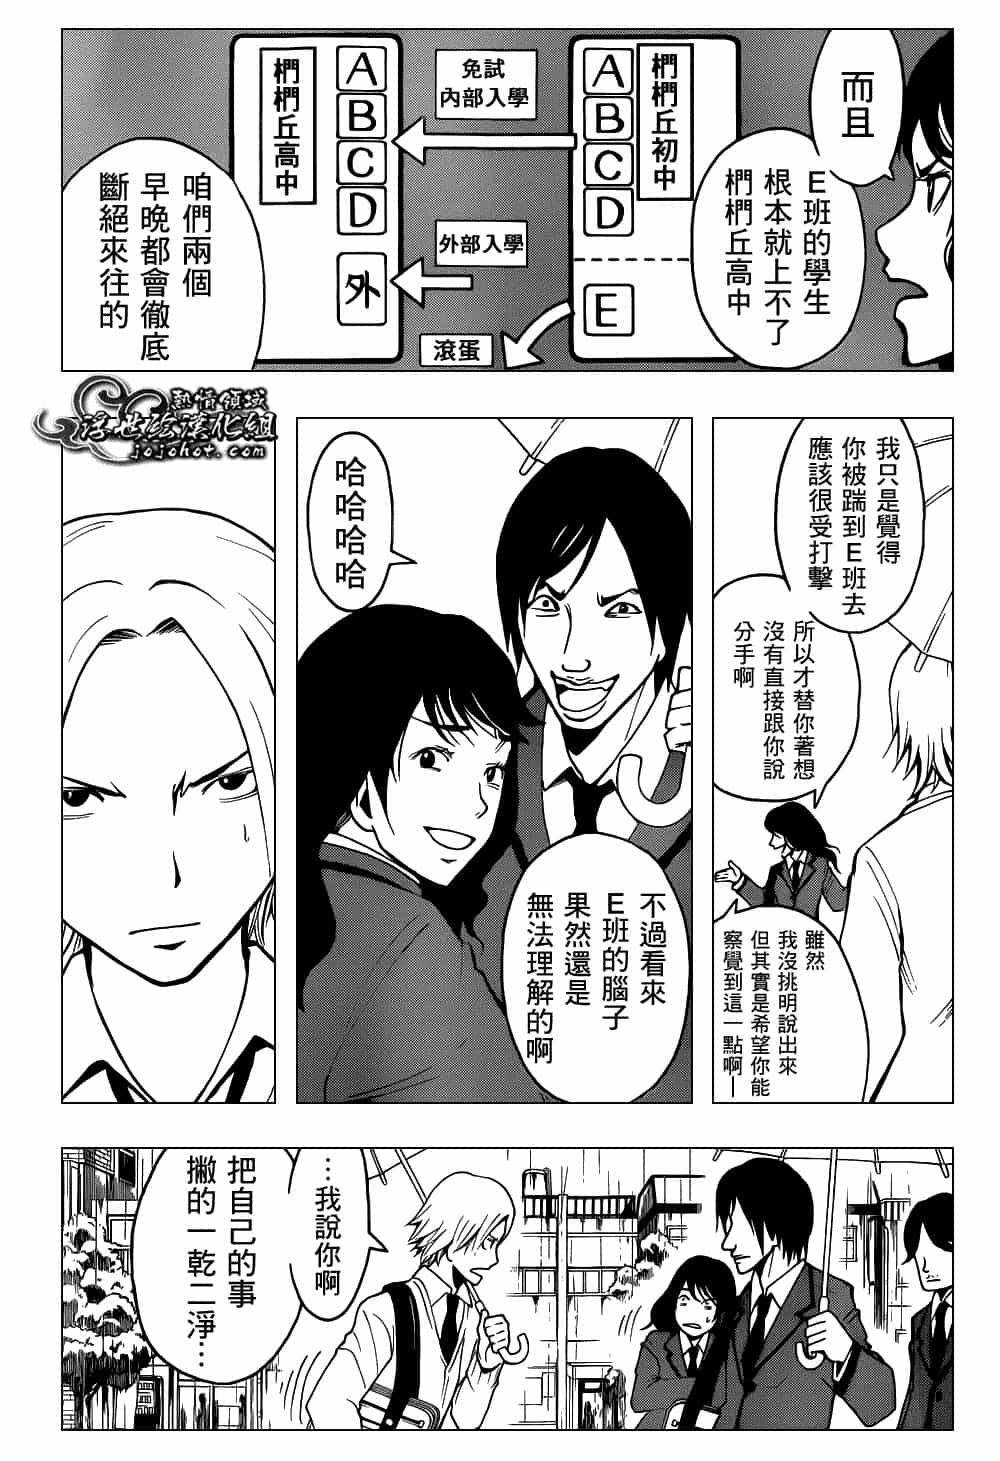 而且
E班的學生
根本就上不了
椚椚丘高中
椚椚丘初中
A
B
C
D
E
免試
內部入學
外部入學
滾蛋
椚椚丘高中
A
B
C
D
外
咱們兩個
早晚都會徹底
斷絕來往的
我只是覺得
你被踹到E班去
應該很受打擊
所以才替你著想
沒有直接跟你說
分手啊
雖然
我沒挑明說出來
但其實是希望你能
察覺到這一點啊—
哈哈哈哈
不過看來
E班的腦子
果然還是
無法理解的啊
熱情領域
浮世繪漢化組
jojohot.com
…我說你啊
把自己的事
撇的一乾二淨…